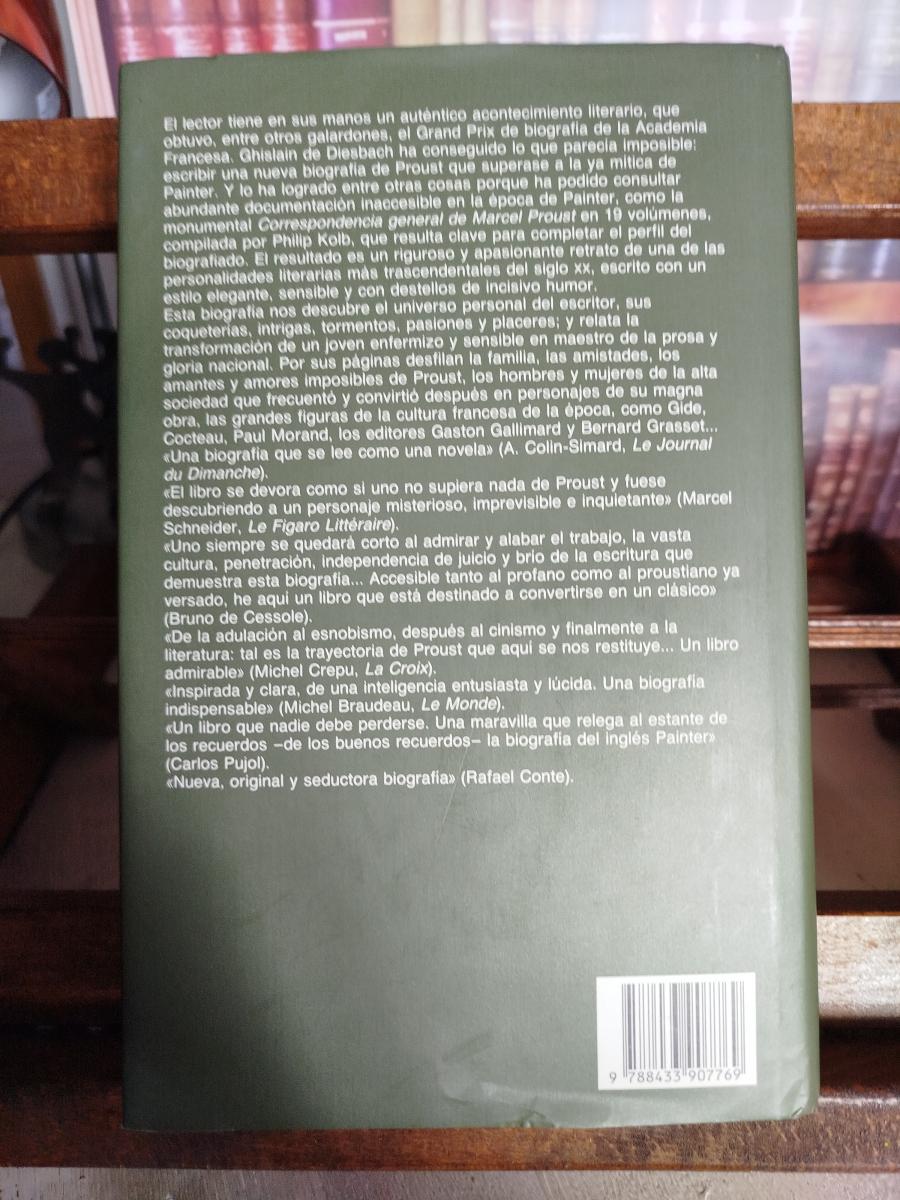 El lector tiene en sus manos un auténtico acontecimiento literario, que
obtuvo, entre otros galardones, el Grand Prix de biografía de la Academia
Francesa. Ghislain de Diesbach ha conseguido lo que parecía imposible:
escribir una nueva biografía de Proust que superase a la ya mítica de
Painter. Y lo ha logrado entre otras cosas porque ha podido consultar
abundante documentación inaccesible en la época de Painter, como la
monumental Correspondencia general de Marcel Proust en 19 volúmenes,
compilada por Philip Kolb, que resulta clave para completar el perfil del
biografiado. El resultado es un riguroso y apasionante retrato de una de las
personalidades literarias más trascendentales del siglo XX, escrito con un
estilo elegante, sensible y con destellos de incisivo humor.
Esta biografía nos descubre el universo personal del escritor, sus
coqueterías, intrigas, tormentos, pasiones y placeres; y relata la
transformación de un joven enfermizo y sensible en maestro de la prosa y
gloria nacional. Por sus páginas desfilan la familia, las amistades, los
amantes y amores imposibles de Proust, los hombres y mujeres de la alta
sociedad que frecuentó y convirtió después en personajes de su magna
obra, las grandes figuras de la cultura francesa de la época, como Gide,
Cocteau, Paul Morand, los editores Gaston Gallimard y Bernard Grasset...
«Una biografía que se lee como una novela» (A. Colin-Simard, Le Journal
du Dimanche).
«El libro se devora como si uno no supiera nada de Proust y fuese
descubriendo a un personaje misterioso, imprevisible e inquietante» (Marcel
Schneider, Le Figaro Littéraire).
«Uno siempre se quedará corto al admirar y alabar el trabajo, la vasta
cultura, penetración, independencia de juicio y brio de la escritura que
demuestra esta biografía... Accesible tanto al profano como al proustiano ya
versado, he aquí un libro que está destinado a convertirse en un clásico»
(Bruno de Cessole).
«De la adulación al esnobismo, después al cinismo y finalmente a la
literatura: tal es la trayectoria de Proust que aquí se nos restituye... Un libro
admirable» (Michel Crepu, La Croix).
«Inspirada y clara, de una inteligencia entusiasta y lúcida. Una biografía
indispensable» (Michel Braudeau, Le Monde).
«Un libro que nadie debe perderse. Una maravilla que relega al estante de
los recuerdos –de los buenos recuerdos– la biografía del inglés Painter»
(Carlos Pujol).
«Nueva, original y seductora biografía» (Rafael Conte).
9 788433 907769